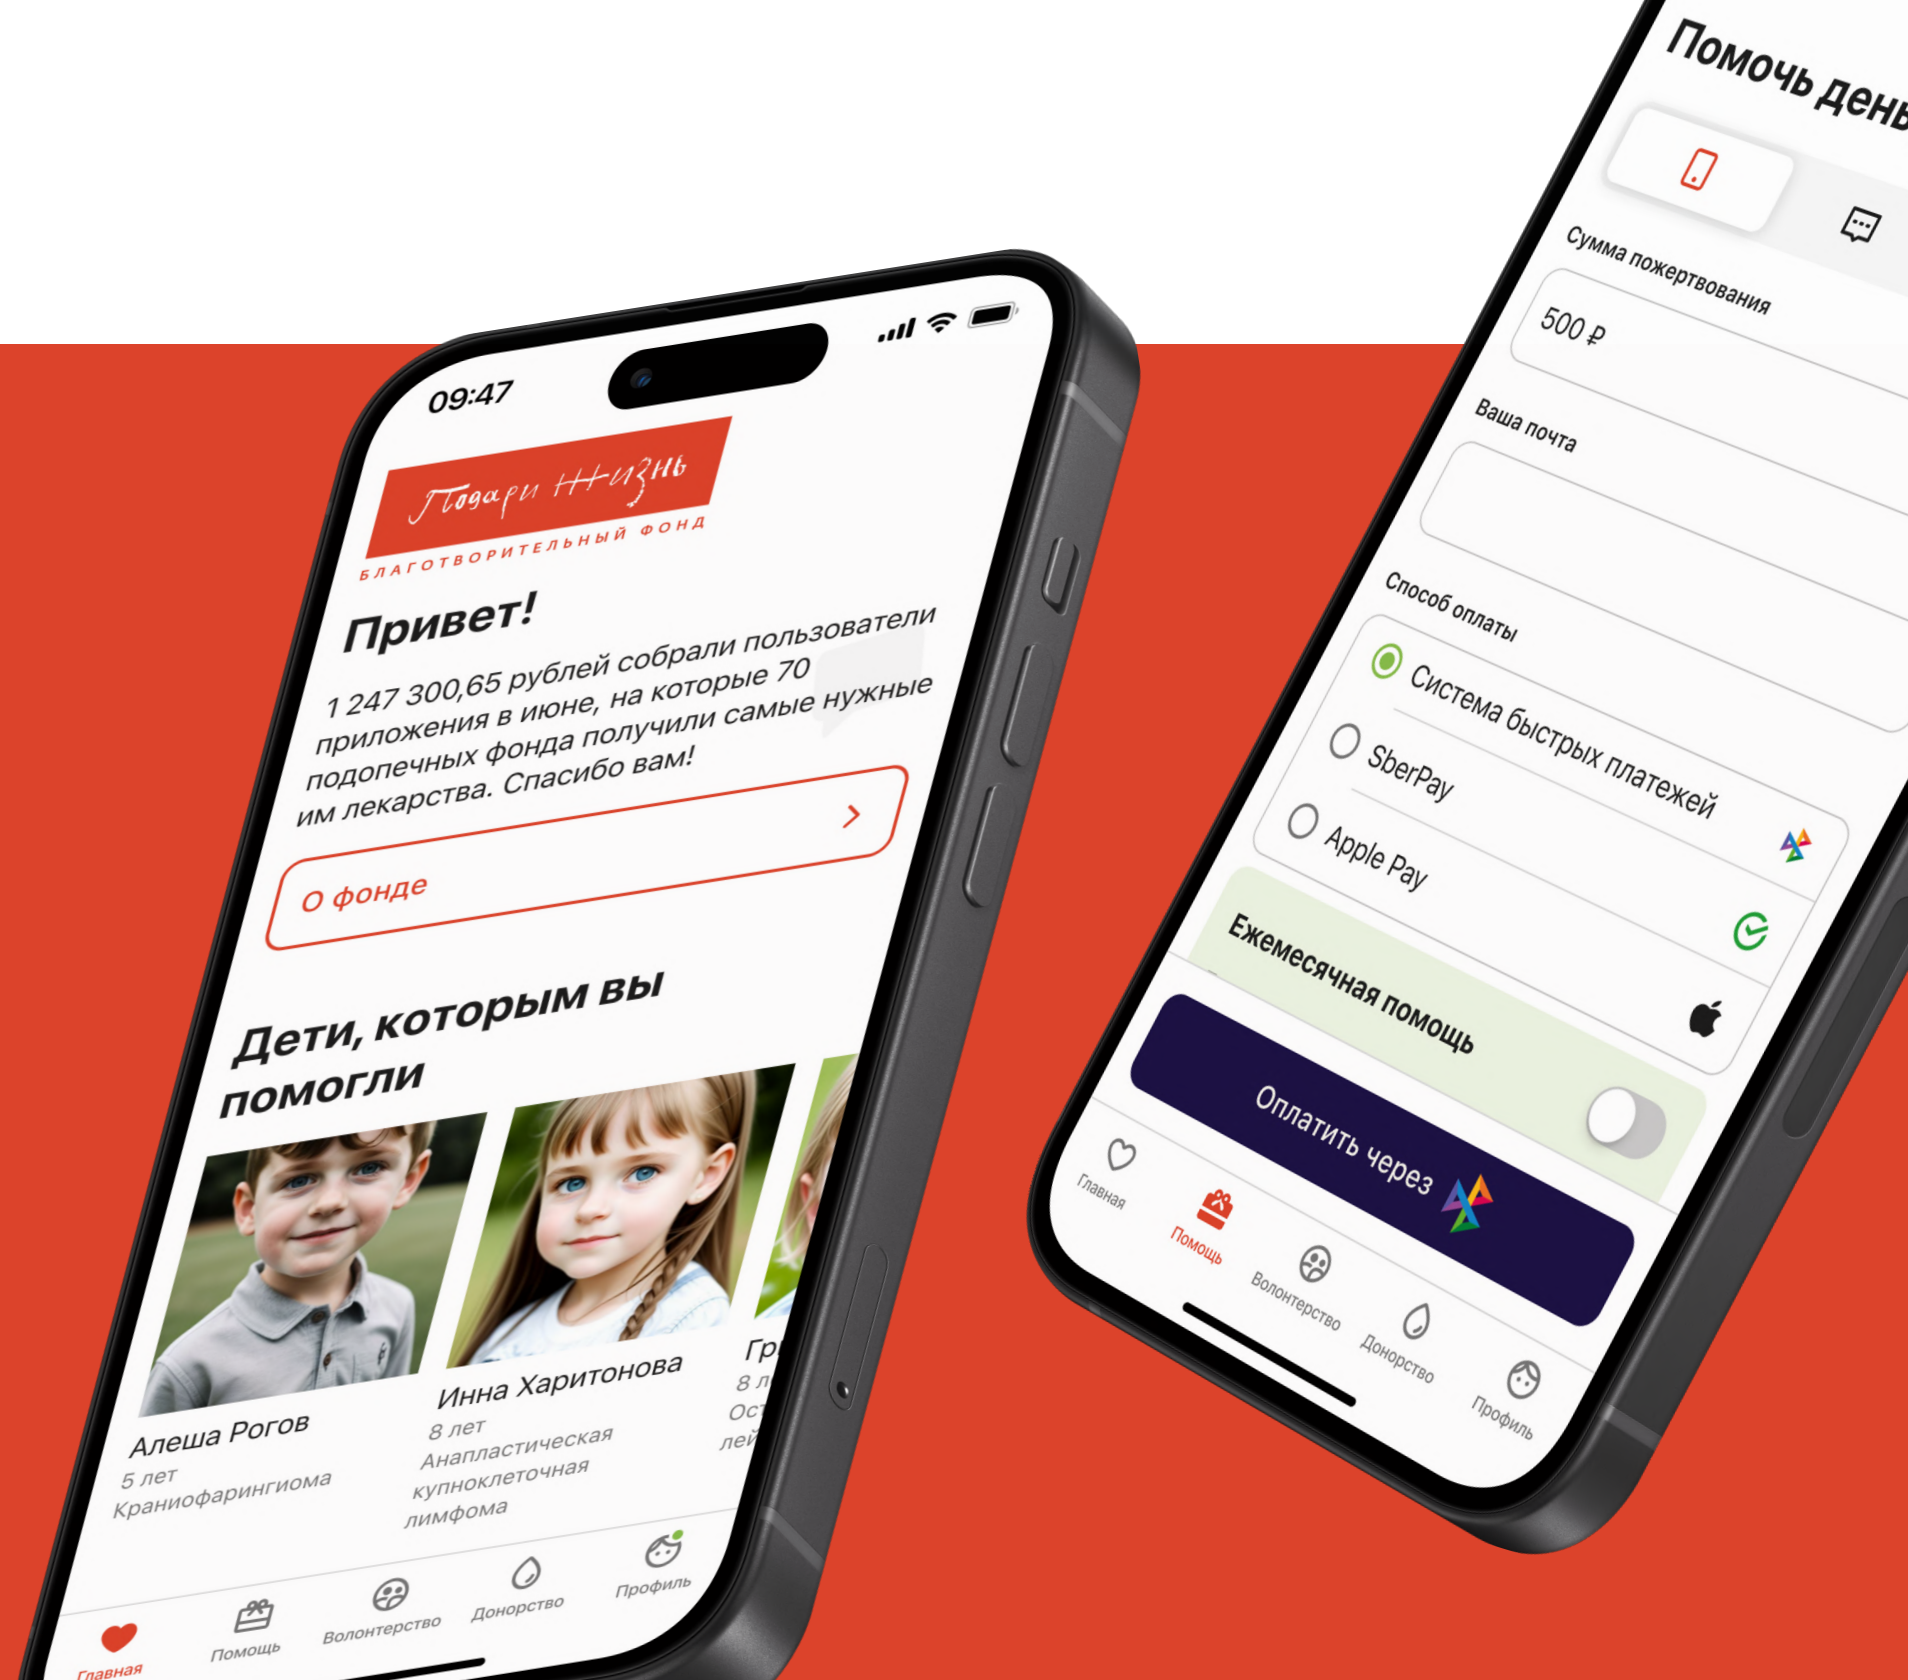 09:47
Подари Жизнь
БЛАГОТВОРИТЕЛЬНЫЙ ФОНД
Привет!
1 247 300,65 рублей собрали пользователи
приложения в июне, на которые 70
подопечных фонда получили самые нужные
им лекарства. Спасибо вам!
О фонде
Дети, которым вы
помогли
Алеша Рогов
5 лет
Краниофарингиома
Инна Харитонова
8 лет
Анапластическая
купноклеточная
лимфома
8
Главная
Помощь
Волонтерство
Донорство
Профиль
Помочь
Сумма пожертвования
500 ₽
Ваша почта
Способ оплаты
Система быстрых платежей
SberPay
Apple Pay
Ежемесячная помощь
Оплатить через
Главная
Помощь
Волонтерство
Донорство
Профиль